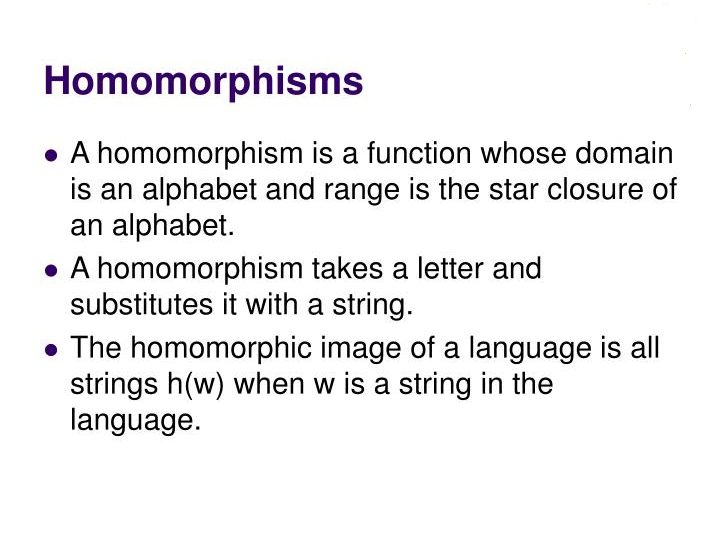 Homomorphisms
● A homomorphism is a function whose domain
is an alphabet and range is the star closure of
an alphabet.
● A homomorphism takes a letter and
substitutes it with a string.
● The homomorphic image of a language is all
strings h(w) when w is a string in the
language.